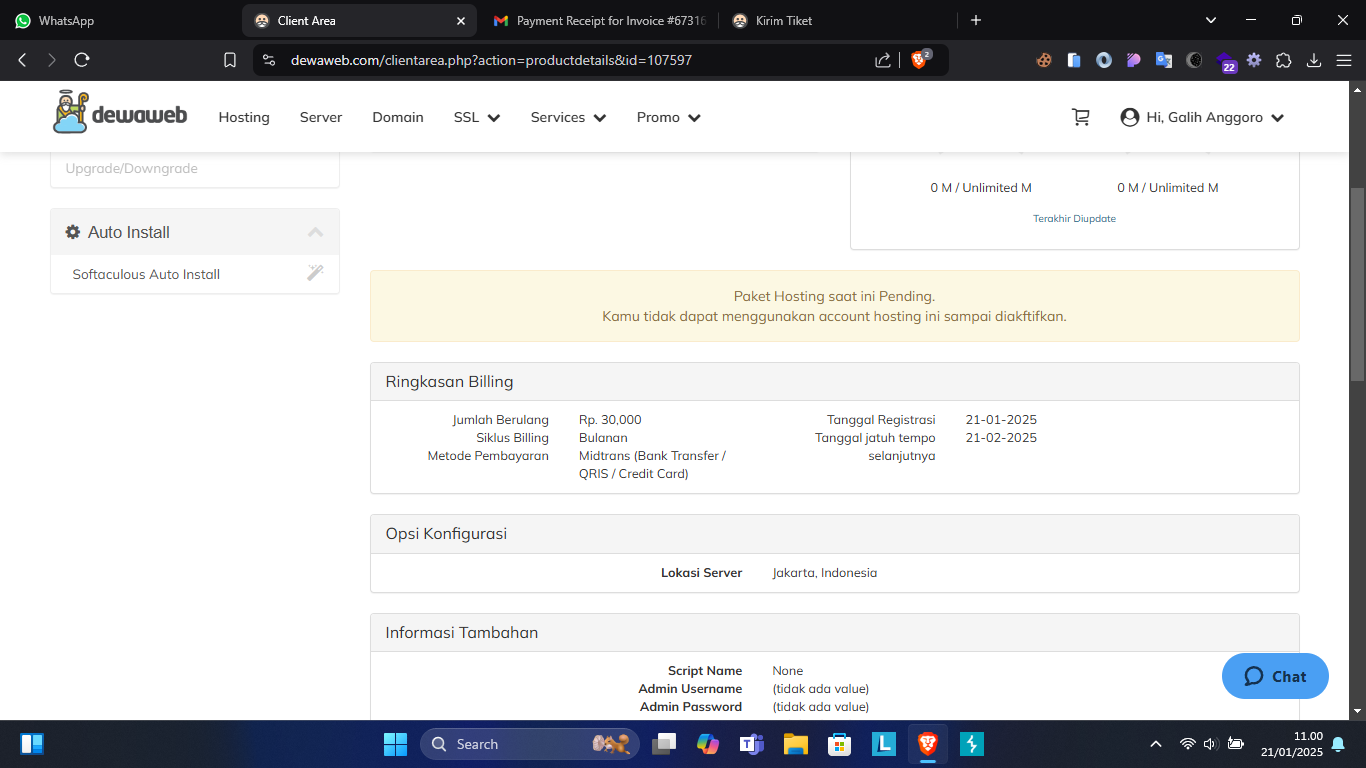 WhatsApp
Client Area
Payment Receipt for Invoice #67316
Kirim Tiket
dewaweb.com/clientarea.php?action=productdetails&id=107597
2
22
dewaweb
Hosting
Server
Domain
SSL
Services
Promo
Hi, Galih Anggoro
Upgrade/Downgrade
Auto Install
Softaculous Auto Install
0 M / Unlimited M
0 M / Unlimited M
Terakhir Diupdate
Paket Hosting saat ini Pending.
Kamu tidak dapat menggunakan account hosting ini sampai diakftifkan.
Ringkasan Billing
Jumlah Berulang Rp. 30,000
Siklus Billing Bulanan
Metode Pembayaran Midtrans (Bank Transfer /
QRIS / Credit Card)
Tanggal Registrasi 21-01-2025
Tanggal jatuh tempo 21-02-2025
selanjutnya
Opsi Konfigurasi
Lokasi Server Jakarta, Indonesia
Informasi Tambahan
Script Name None
Admin Username (tidak ada value)
Admin Password (tidak ada value)
Chat
Search
L
11.00
21/01/2025